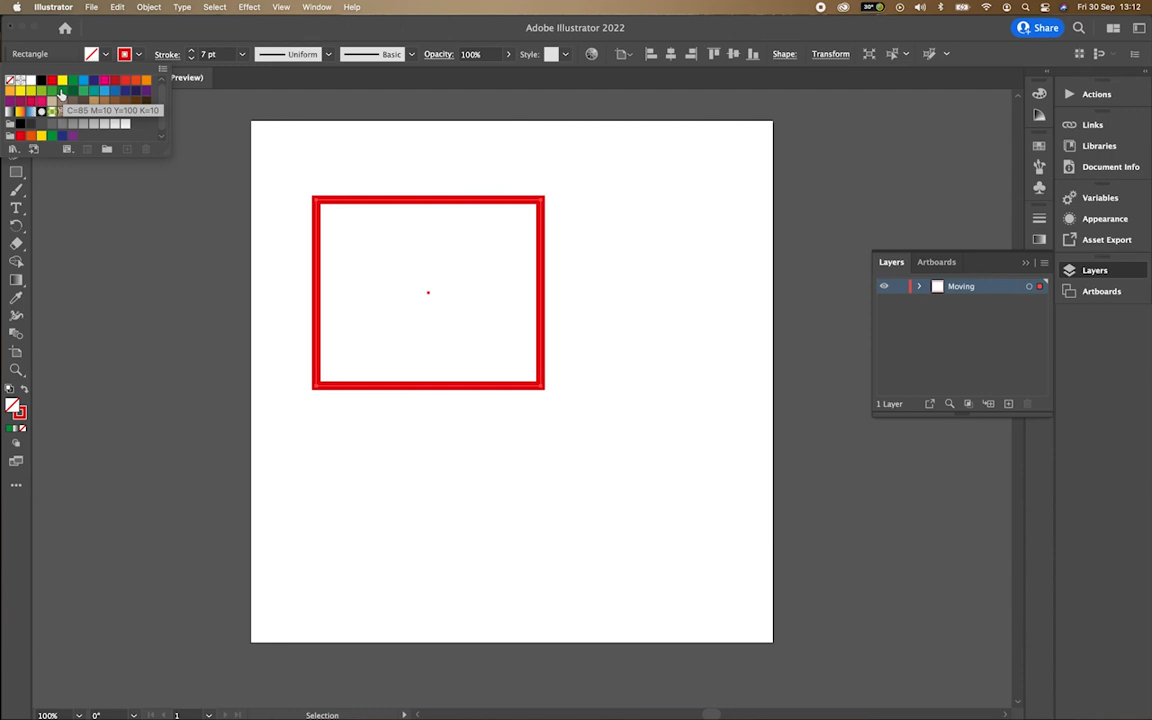 Illustrator File Edit Object Type Select Effect View Window Help 30° Fri 30 Sep 13:12
Adobe Illustrator 2022 Share
Rectangle Stroke: 7 pt Uniform Basic Opacity: 100% Style: Shape: Transform
Preview)
C=85 M=10 Y=100 K=10
Actions
Links
Libraries
Document Info
Variables
Appearance
Asset Export
Layers
Artboards
Layers Artboards
Moving
1 Layer
100% 0° 1 Selection